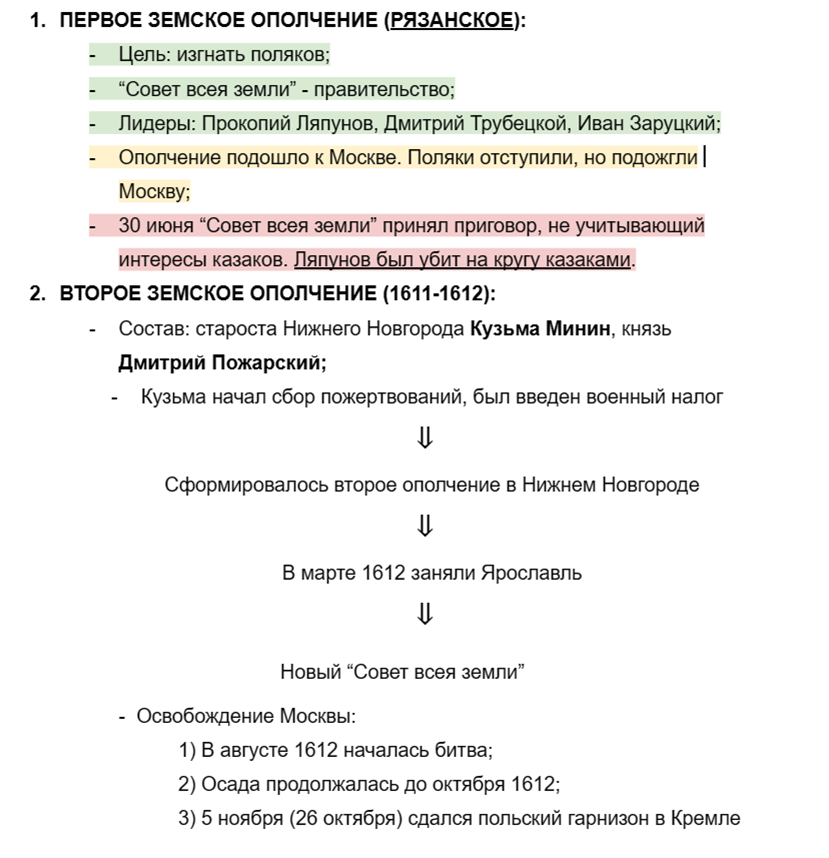 1. ПЕРВОЕ ЗЕМСКОЕ ОПОЛЧЕНИЕ (РЯЗАНСКОЕ):
- Цель: изгнать поляков;
- “Совет всея земли” - правительство;
- Лидеры: Прокопий Ляпунов, Дмитрий Трубецкой, Иван Заруцкий;
- Ополчение подошло к Москве. Поляки отступили, но подожгли
Москву;
- 30 июня “Совет всея земли” принял приговор, не учитывающий
интересы казаков. Ляпунов был убит на кругу казаками.
2. ВТОРОЕ ЗЕМСКОЕ ОПОЛЧЕНИЕ (1611-1612):
- Состав: староста Нижнего Новгорода Кузьма Минин, князь
Дмитрий Пожарский;
- Кузьма начал сбор пожертвований, был введен военный налог
⇓
Сформировалось второе ополчение в Нижнем Новгороде
⇓
В марте 1612 заняли Ярославль
⇓
Новый “Совет всея земли”
- Освобождение Москвы:
1) В августе 1612 началась битва;
2) Осада продолжалась до октября 1612;
3) 5 ноября (26 октября) сдался польский гарнизон в Кремле